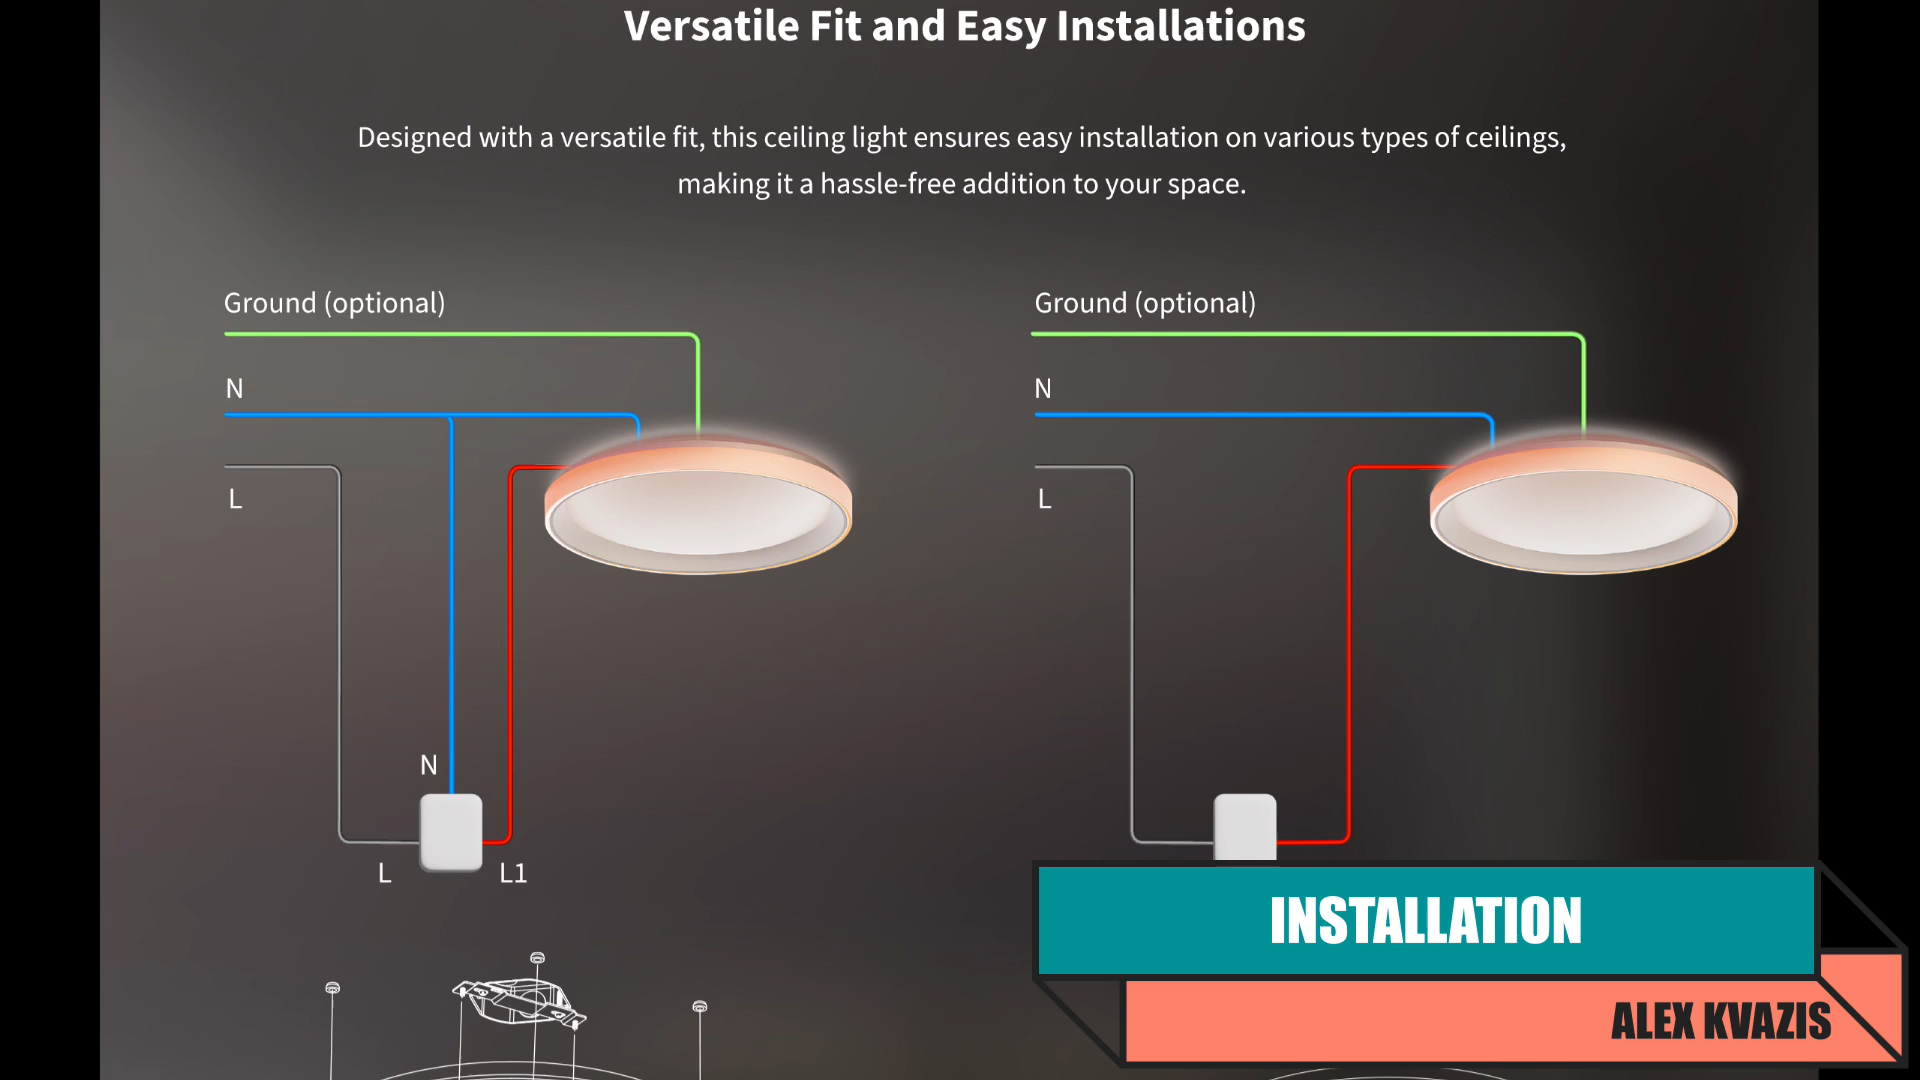 Versatile Fit and Easy Installations
Designed with a versatile fit, this ceiling light ensures easy installation on various types of ceilings,
making it a hassle-free addition to your space.
Ground (optional)
N
L
N
L
L1
Ground (optional)
N
L
INSTALLATION
ALEX KVAZIS